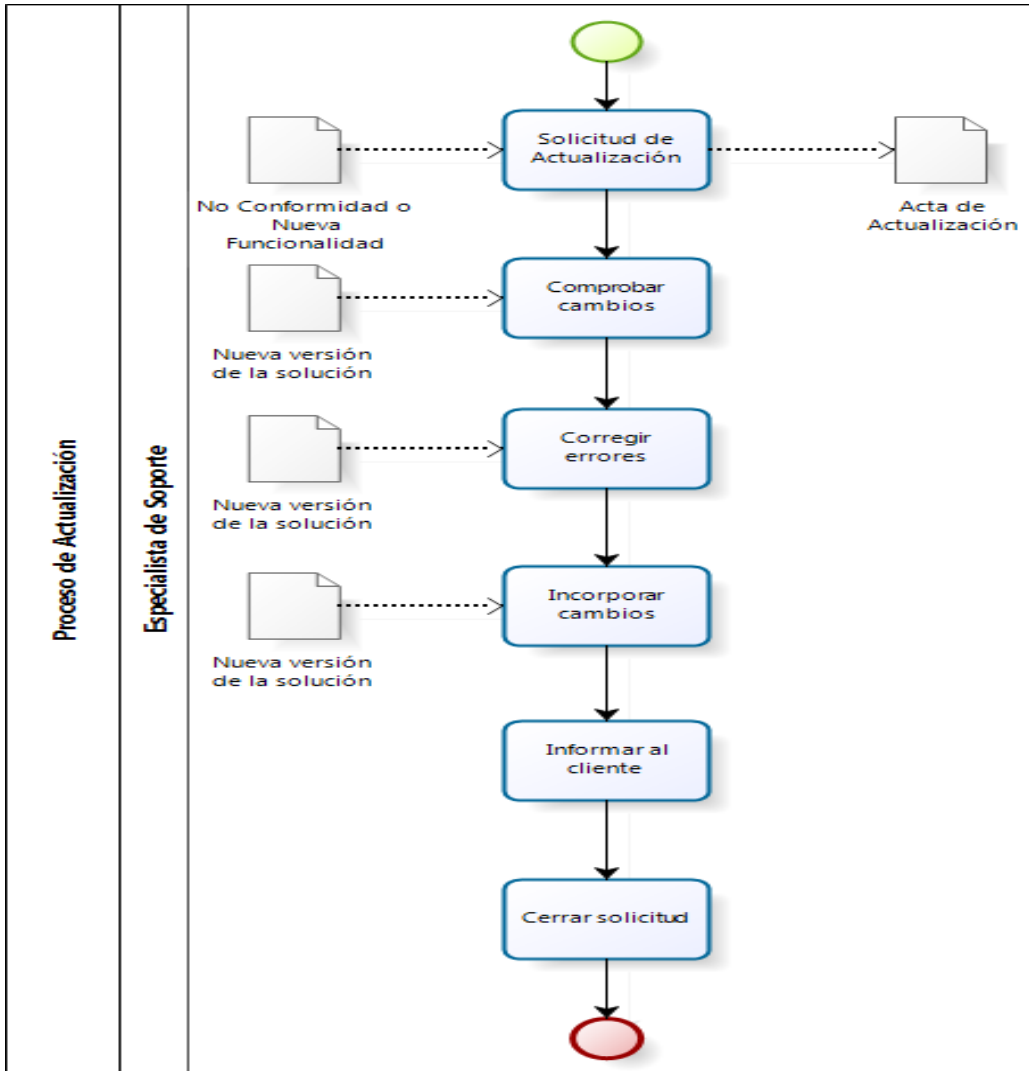 Proceso de Actualización
Especialista de Soporte
Solicitud de
Actualización
No Conformidad o
Nueva
Funcionalidad
Acta de
Actualización
Comprobar
cambios
Nueva versión
de la solución
Corregir
errores
Nueva versión
de la solución
Incorporar
cambios
Nueva versión
de la solución
Informar al
cliente
Cerrar solicitud